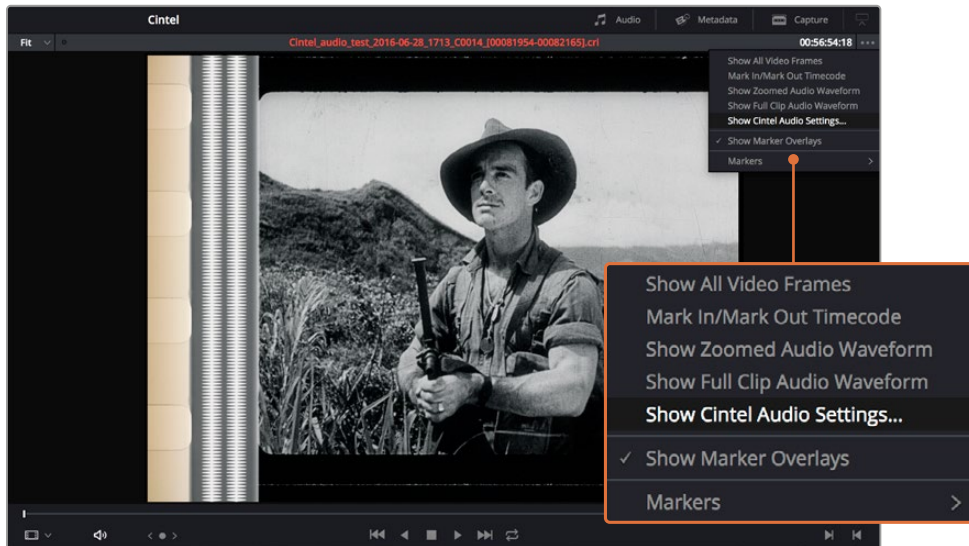 Cintel
Audio
Metadata
Capture
Fit
Cintel_audio_test_2016-06-28_1713_C0014_[00081954-00082165].cri
00:56:54:18
Show All Video Frames
Mark In/Mark Out Timecode
Show Zoomed Audio Waveform
Show Full Clip Audio Waveform
Show Cintel Audio Settings...
Show Marker Overlays
Markers
Show All Video Frames
Mark In/Mark Out Timecode
Show Zoomed Audio Waveform
Show Full Clip Audio Waveform
Show Cintel Audio Settings...
Show Marker Overlays
Markers